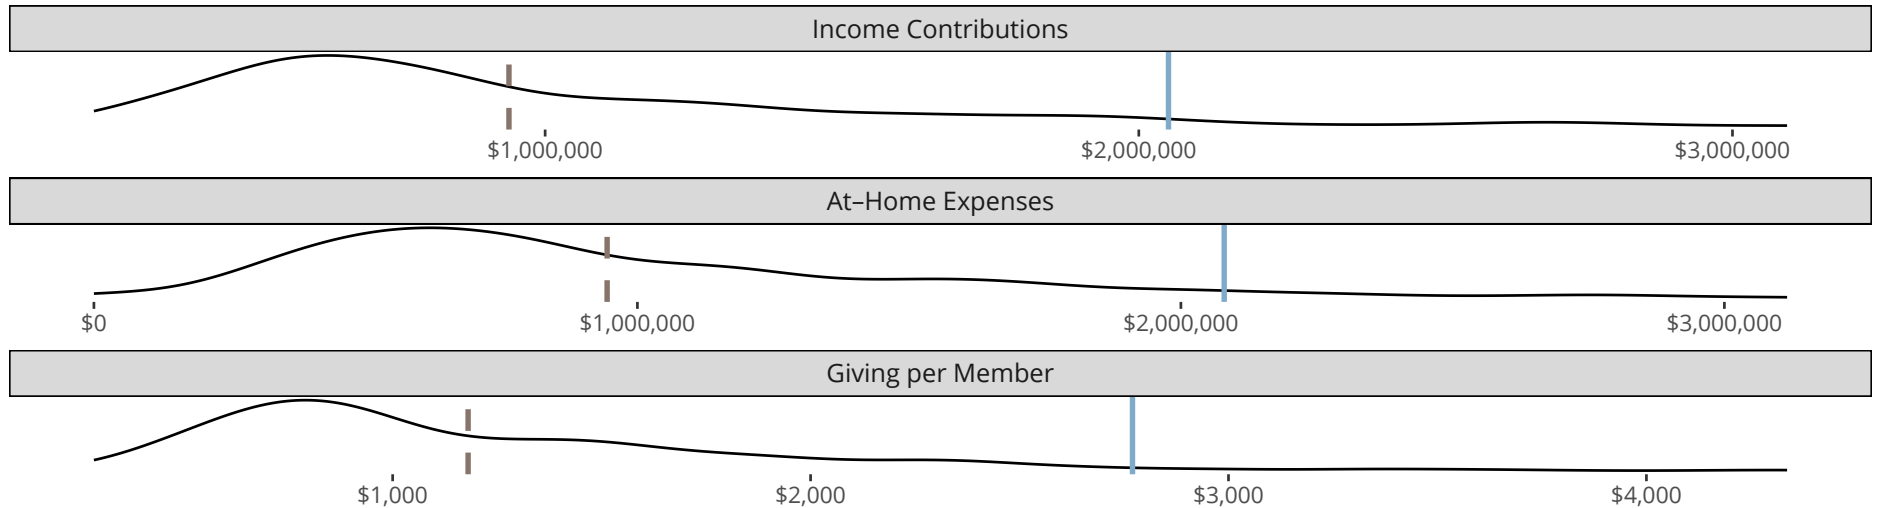 Income Contributions
$1,000,000 $2,000,000 $3,000,000
At–Home Expenses
$0 $1,000,000 $2,000,000 $3,000,000
Giving per Member
$1,000 $2,000 $3,000 $4,000